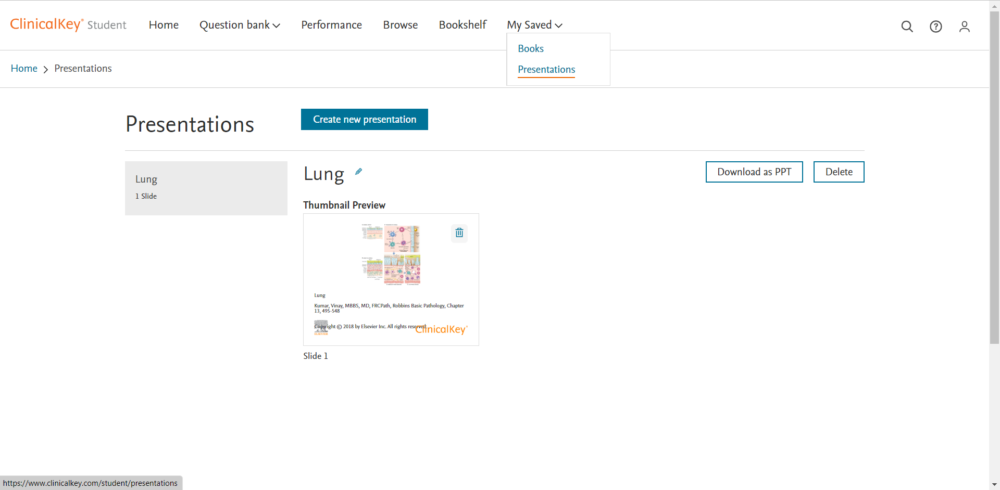 ClinicalKey® Student
Home
Question bank
Performance
Browse
Bookshelf
My Saved
Books
Presentations
Home
Presentations
Presentations
Create new presentation
Lung
1 Slide
Lung
Download as PPT
Delete
Thumbnail Preview
Lung
Kumar, Vinay, MBBS, MD, FRCPath, Robbins Basic Pathology, Chapter
13, 495-548
Copyright © 2018 by Elsevier Inc. All rights reserved.
ELSEVIER
ClinicalKey®
Slide 1
https://www.clinicalkey.com/student/presentations